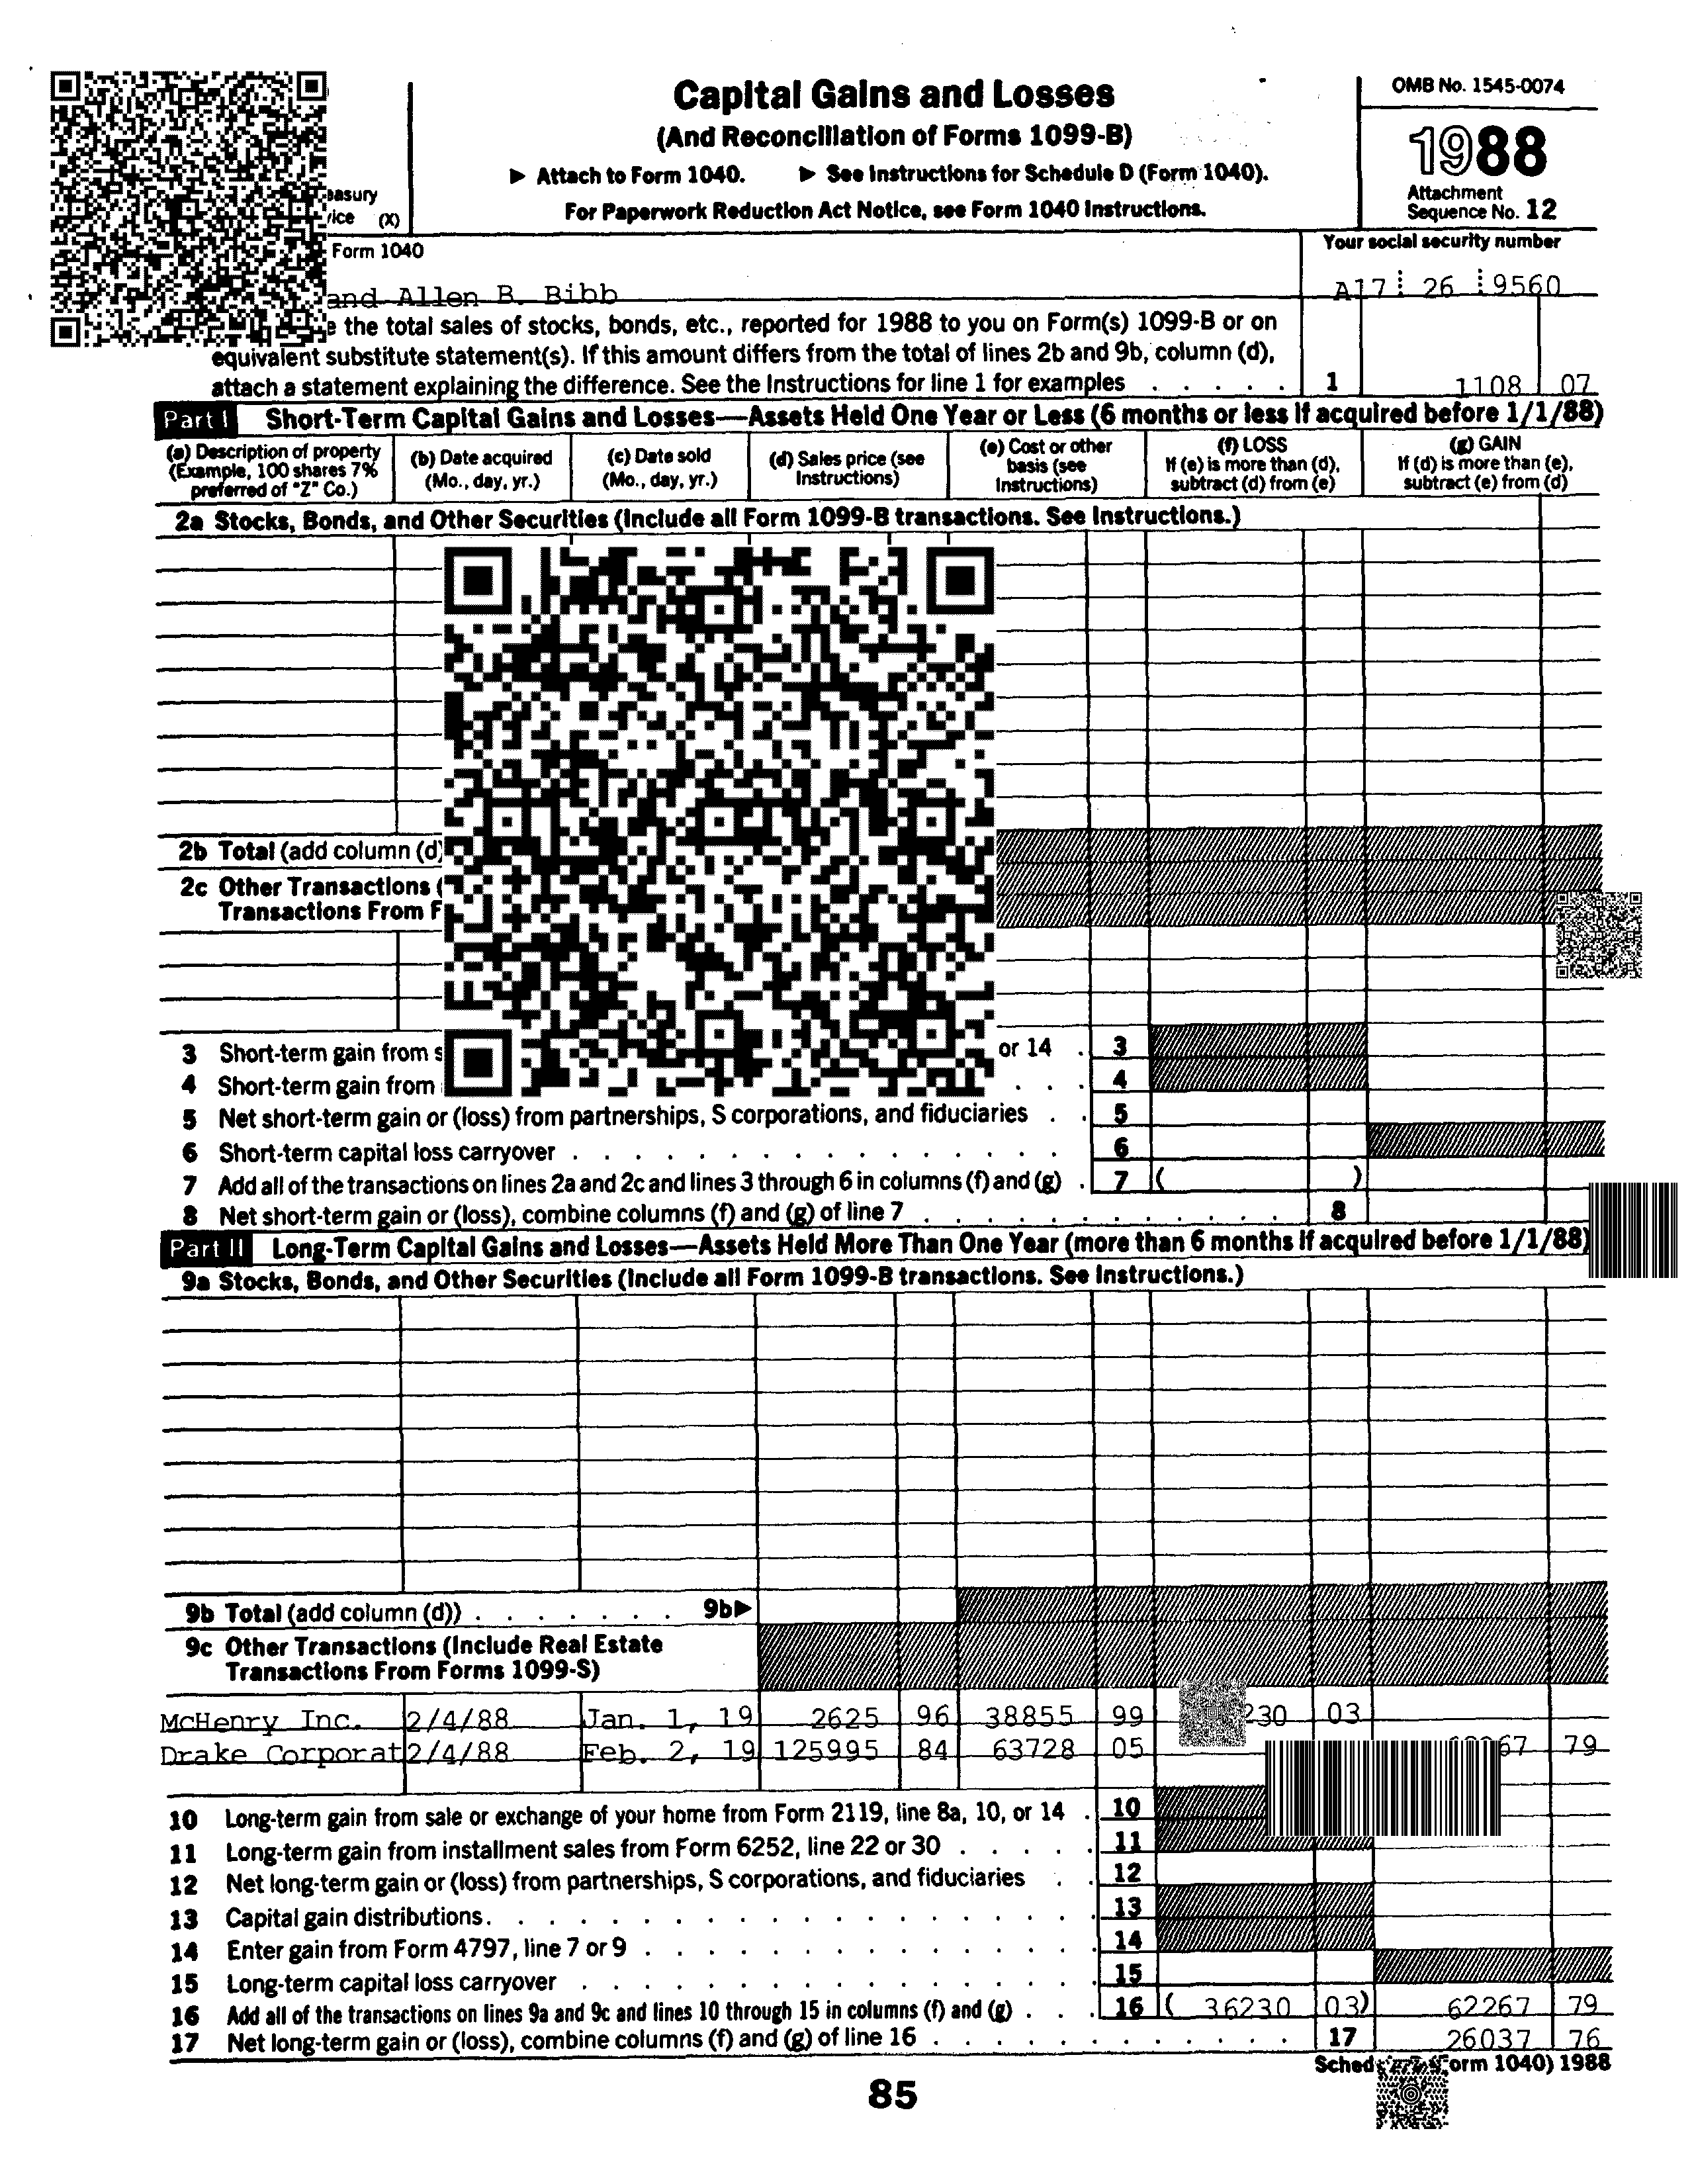 Capital Gains and Losses
(And Reconciliation of Forms 1099-B)
▶ Attach to Form 1040. ▶ See Instructions for Schedule D (Form 1040).
For Paperwork Reduction Act Notice, see Form 1040 Instructions.
OMB No. 1545-0074
1988
Attachment
Sequence No. 12
(X)
Form 1040
Your social security number
and Allen B. Bibb
A17 26 9560
the total sales of stocks, bonds, etc., reported for 1988 to you on Form(s) 1099-B or on
equivalent substitute statement(s). If this amount differs from the total of lines 2b and 9b, column (d),
attach a statement explaining the difference. See the Instructions for line 1 for examples . . . . . 1 1108 07
Part I Short-Term Capital Gains and Losses—Assets Held One Year or Less (6 months or less if acquired before 1/1/88)
(a) Description of property
(Example, 100 shares 7%
preferred of "Z" Co.)
(b) Date acquired
(Mo., day, yr.)
(c) Date sold
(Mo., day, yr.)
(d) Sales price (see
Instructions)
(e) Cost or other
basis (see
Instructions)
(f) LOSS
If (e) is more than (d),
subtract (d) from (e)
(g) GAIN
If (d) is more than (e),
subtract (e) from (d)
2a Stocks, Bonds, and Other Securities (Include all Form 1099-B transactions. See Instructions.)
2b Total (add column (d)
2c Other Transactions (
Transactions From
3 Short-term gain from or 14 . 3
4 Short-term gain from . . . 4
5 Net short-term gain or (loss) from partnerships, S corporations, and fiduciaries . . 5
6 Short-term capital loss carryover . . . . . . . . . . . . . . . . 6
7 Add all of the transactions on lines 2a and 2c and lines 3 through 6 in columns (f) and (g) . 7 ( )
8 Net short-term gain or (loss), combine columns (f) and (g) of line 7 . . . . . . . . . . . . 8
Part II Long-Term Capital Gains and Losses—Assets Held More Than One Year (more than 6 months if acquired before 1/1/88)
9a Stocks, Bonds, and Other Securities (Include all Form 1099-B transactions. See Instructions.)
9b Total (add column (d)) . . . . . . . 9b▶
9c Other Transactions (Include Real Estate
Transactions From Forms 1099-S)
McHenry Inc. 2/4/88 Jan. 1, 19 2625 96 38855 99 230 03
Drake Corporat 2/4/88 Feb. 2, 19 125995 84 63728 05 67 79
10 Long-term gain from sale or exchange of your home from Form 2119, line 8a, 10, or 14 . 10
11 Long-term gain from installment sales from Form 6252, line 22 or 30 . . . . . 11
12 Net long-term gain or (loss) from partnerships, S corporations, and fiduciaries . . 12
13 Capital gain distributions. . . . . . . . . . . . . . . . . . . 13
14 Enter gain from Form 4797, line 7 or 9 . . . . . . . . . . . . . . 14
15 Long-term capital loss carryover . . . . . . . . . . . . . . . . 15
16 Add all of the transactions on lines 9a and 9c and lines 10 through 15 in columns (f) and (g) . . . 16 ( 36230 03) 62267 79
17 Net long-term gain or (loss), combine columns (f) and (g) of line 16 . . . . . . . . . . . 17 26037 76
1040) 1988
85